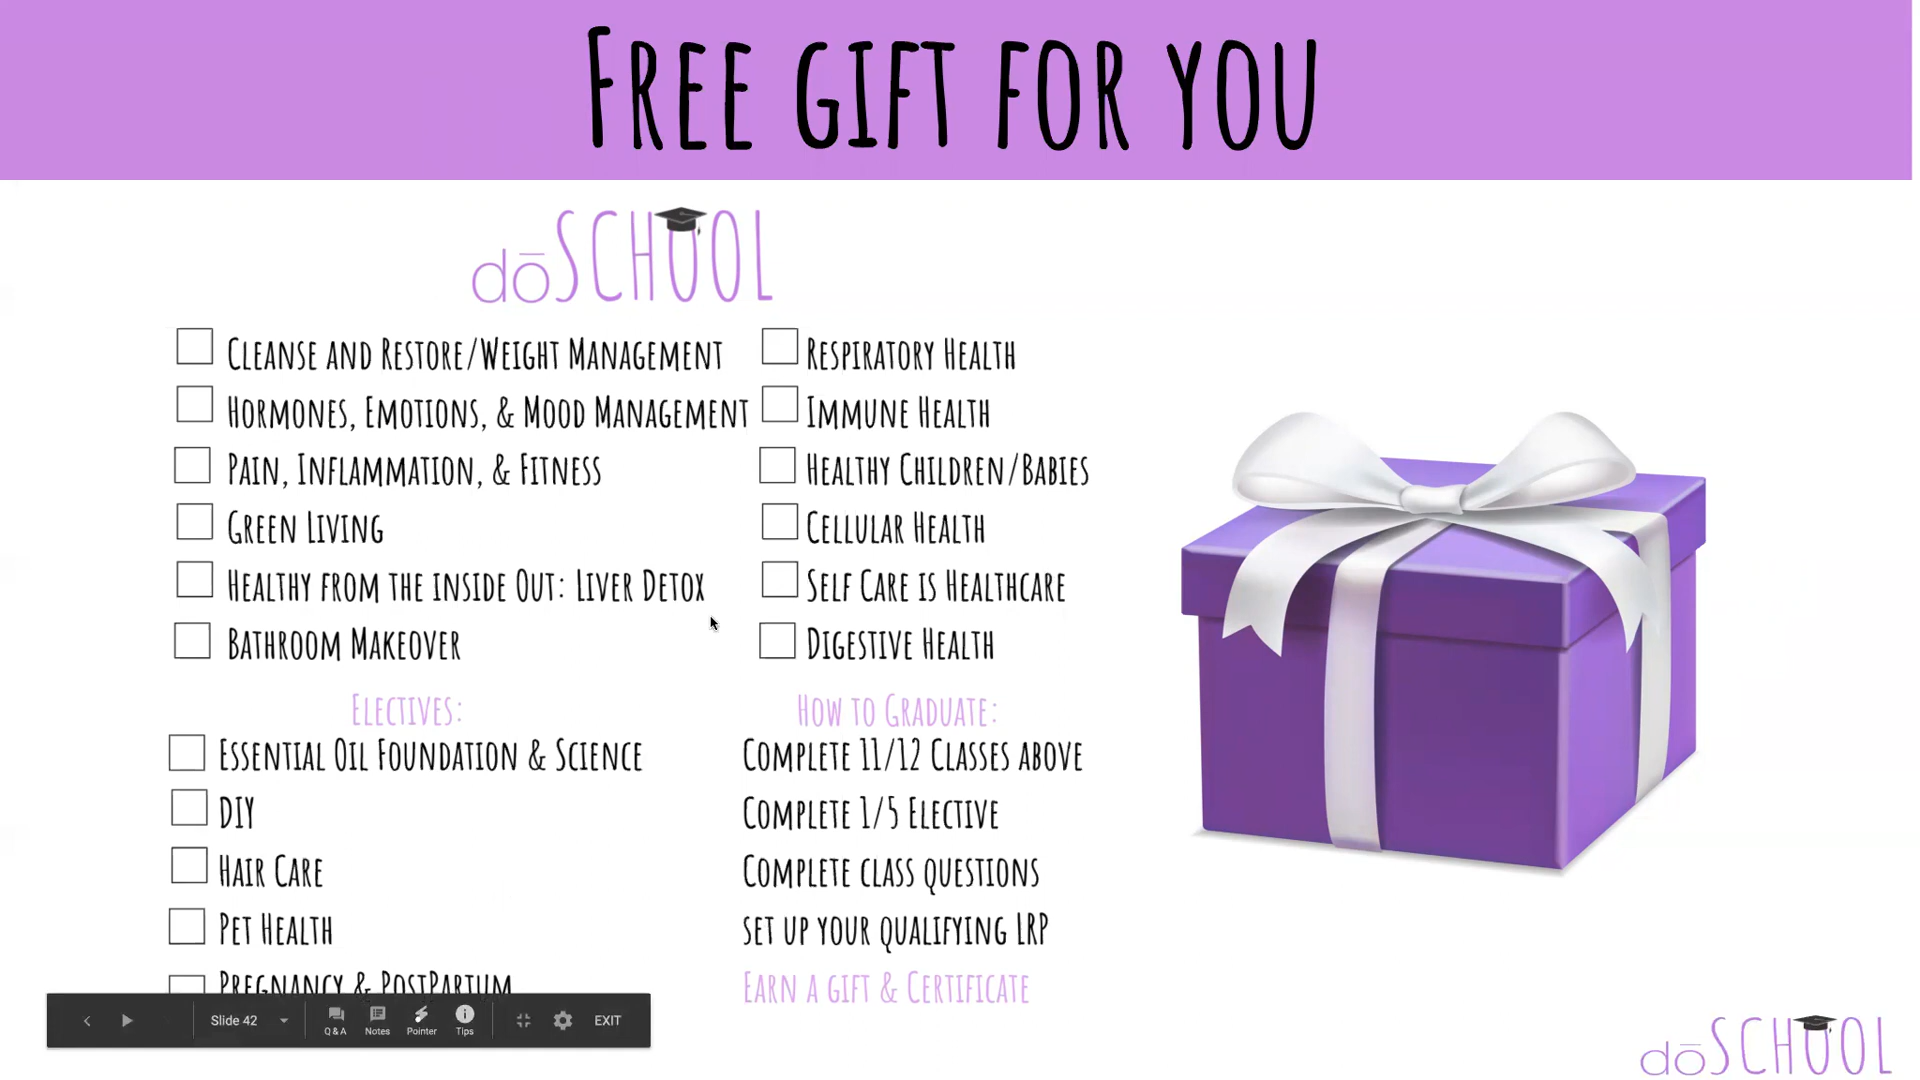 Free gift for you
dōSCHOOL
Cleanse and Restore/Weight Management
Hormones, Emotions, & Mood Management
Pain, Inflammation, & Fitness
Green Living
Healthy from the inside Out: Liver Detox
Bathroom Makeover
Respiratory Health
Immune Health
Healthy Children/Babies
Cellular Health
Self Care is Healthcare
Digestive Health
Electives:
Essential Oil Foundation & Science
DIY
Hair Care
Pet Health
Pregnancy & PostPartum
How to Graduate:
Complete 11/12 Classes above
Complete 1/5 Elective
Complete class questions
set up your qualifying LRP
Earn a gift & Certificate
Slide 42
Q & A
Notes
Pointer
Tips
EXIT
dōSCHOOL